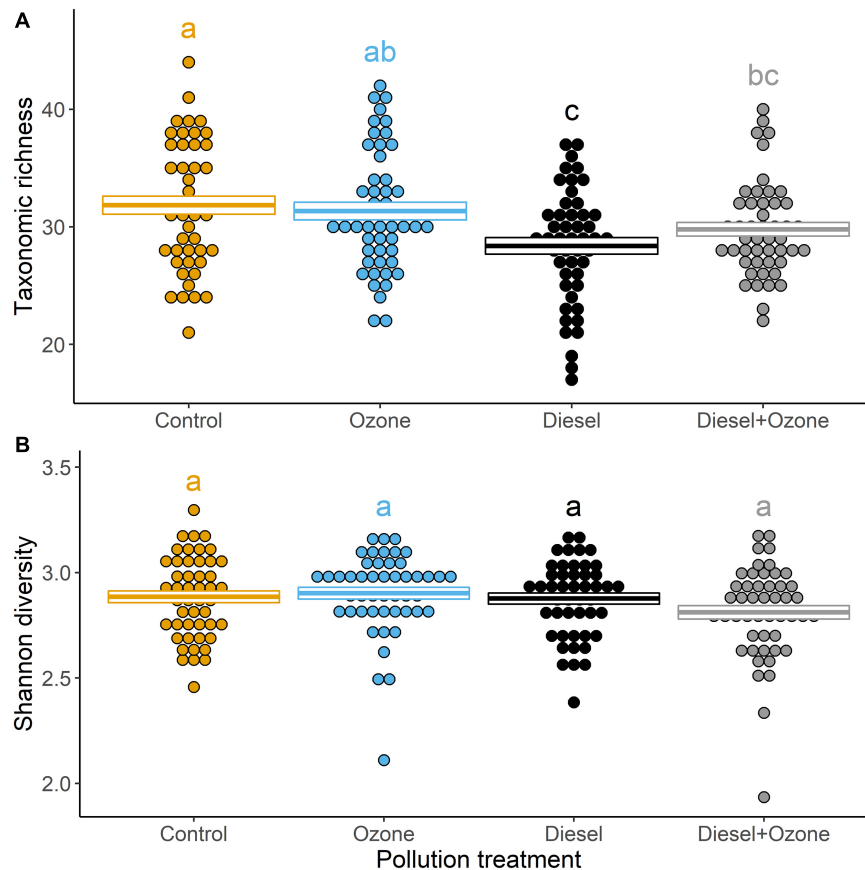 A
a
ab
c
bc
40
30
20
Taxonomic richness
Control Ozone Diesel Diesel+Ozone
B
3.5
a
a
a
a
3.0
2.5
2.0
Shannon diversity
Control Ozone Diesel Diesel+Ozone
Pollution treatment